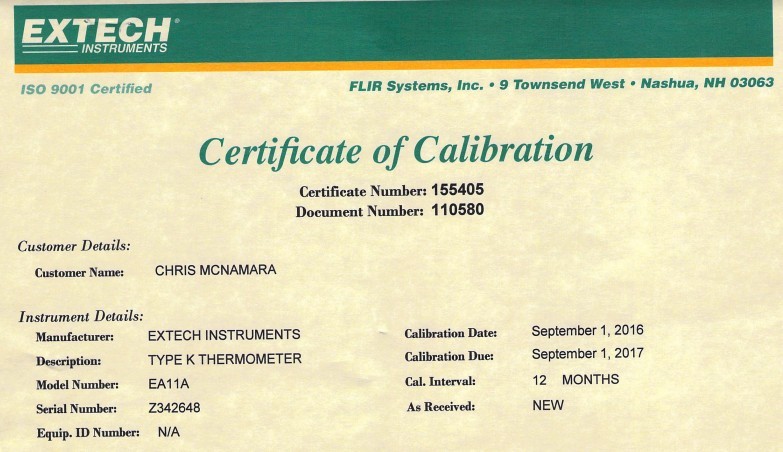 EXTECH®
INSTRUMENTS
ISO 9001 Certified
FLIR Systems, Inc. • 9 Townsend West • Nashua, NH 03063
Certificate of Calibration
Certificate Number: 155405
Document Number: 110580
Customer Details:
Customer Name: CHRIS MCNAMARA
Instrument Details:
Manufacturer: EXTECH INSTRUMENTS
Description: TYPE K THERMOMETER
Model Number: EA11A
Serial Number: Z342648
Equip. ID Number: N/A
Calibration Date: September 1, 2016
Calibration Due: September 1, 2017
Cal. Interval: 12 MONTHS
As Received: NEW